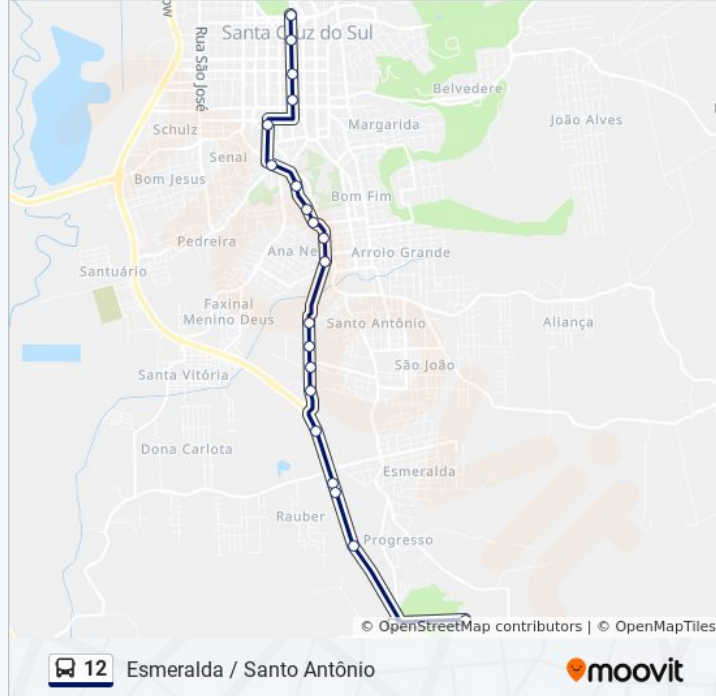 Santa Cruz do Sul
Rua São José
Belvedere
João Alves
Margarida
Schulz
Senai
Bom Jesus
Bom Fim
Pedreira
Ana Ne
Arroio Grande
Santuário
Faxinal
Menino Deus
Santo Antônio
Aliança
São João
Santa Vitória
Dona Carlota
Esmeralda
Rauber
Progresso
© OpenStreetMap contributors | © OpenMapTiles
12 Esmeralda / Santo Antônio
moovit